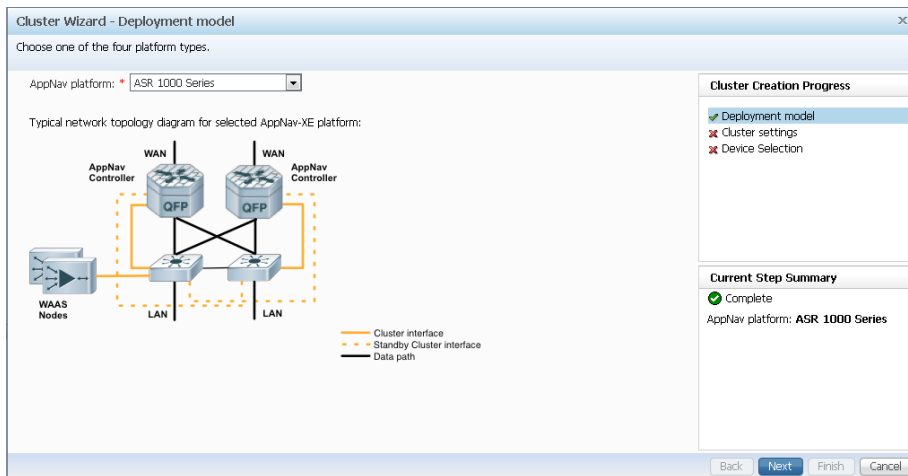 Cluster Wizard - Deployment model
Choose one of the four platform types.
AppNav platform: * ASR 1000 Series
Typical network topology diagram for selected AppNav-XE platform:
WAN
WAN
AppNav
Controller
AppNav
Controller
QFP
QFP
WAAS
Nodes
LAN
LAN
Cluster interface
Standby Cluster interface
Data path
Cluster Creation Progress
Deployment model
Cluster settings
Device Selection
Current Step Summary
Complete
AppNav platform: ASR 1000 Series
Back Next Finish Cancel